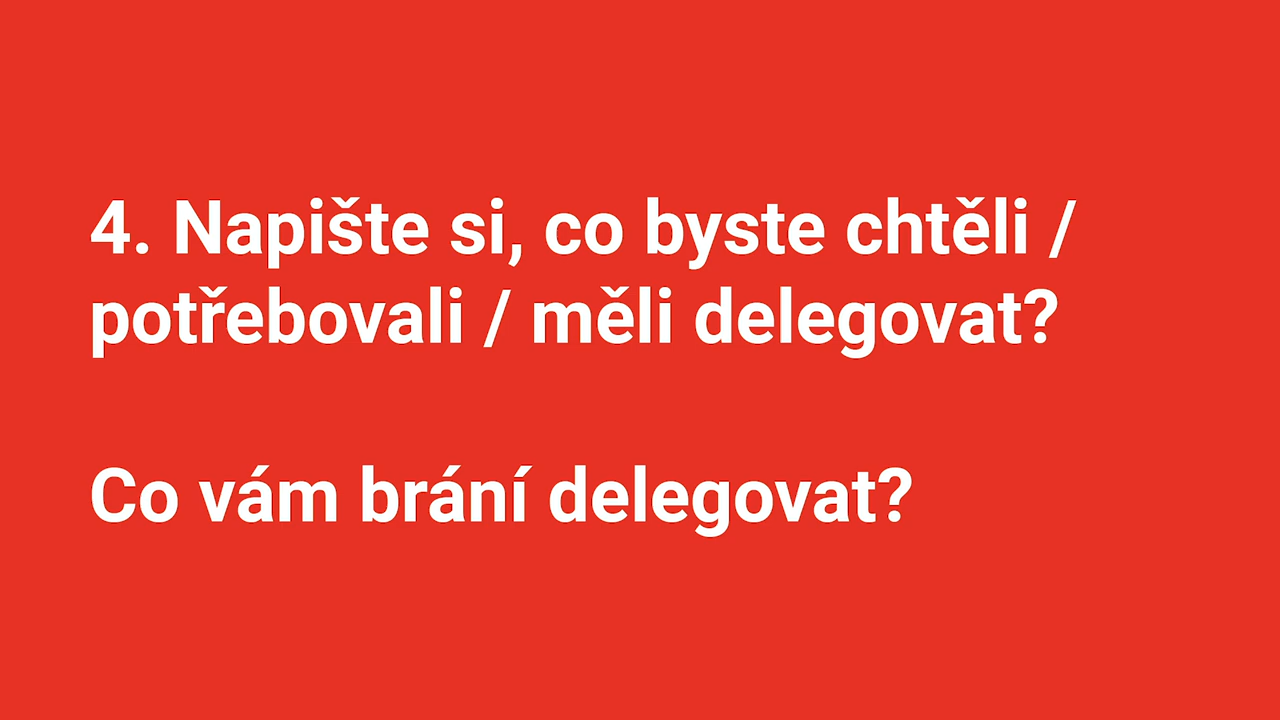 4. Napište si, co byste chtěli /
potřebovali / měli delegovat?
Co vám brání delegovat?